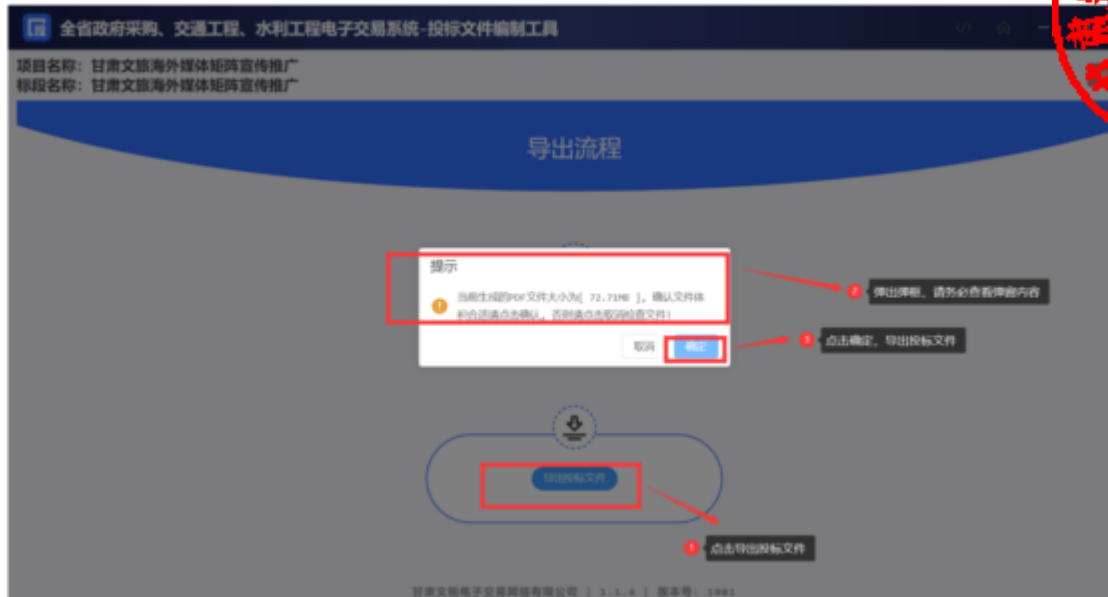 全省政府采购、交通工程、水利工程电子交易系统-投标文件编制工具
项目名称：甘肃文旅海外媒体矩阵宣传推广
标段名称：甘肃文旅海外媒体矩阵宣传推广
导出流程
提示
当前生成的PDF文件大小为[ 72.71MB ]，确认文件体
积合适请点击确认，否则请点击取消检查文件！
取消 确定
2 弹出弹框，请务必查看弹窗内容
3 点击确定，导出投标文件
导出投标文件
1 点击导出投标文件
电子交易网络有限公司 | 1.1.0 | 版本号：1001